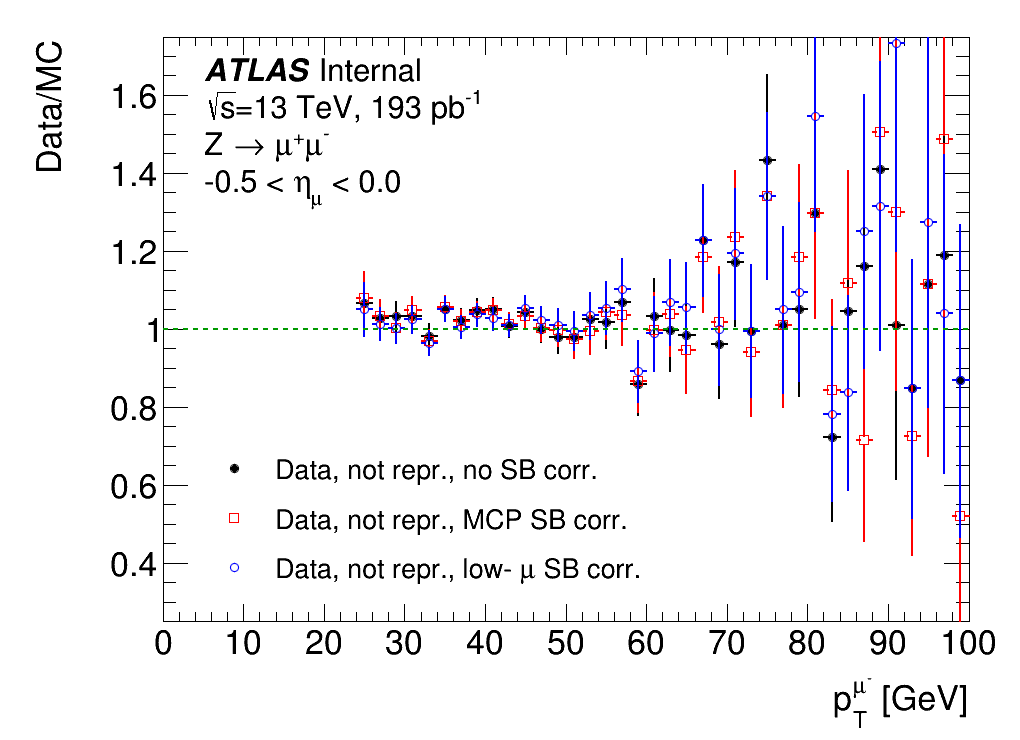 Data/MC
ATLAS Internal
√s=13 TeV, 193 pb⁻¹
Z → μ⁺μ⁻
-0.5 < η_μ < 0.0
1.6
1.4
1.2
1
0.8
0.6
0.4
Data, not repr., no SB corr.
Data, not repr., MCP SB corr.
Data, not repr., low- μ SB corr.
0 10 20 30 40 50 60 70 80 90 100
p_T^μ⁻ [GeV]